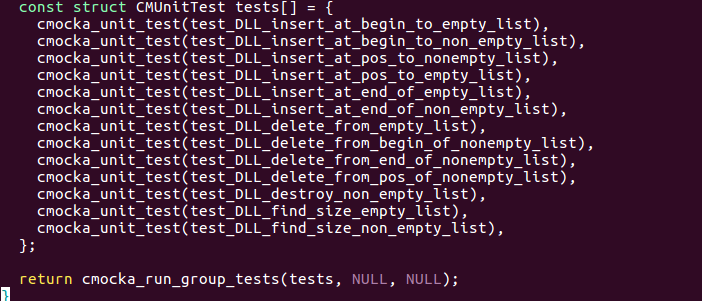 const struct CMUnitTest tests[] = {
cmocka_unit_test(test_DLL_insert_at_begin_to_empty_list),
cmocka_unit_test(test_DLL_insert_at_begin_to_non_empty_list),
cmocka_unit_test(test_DLL_insert_at_pos_to_nonempty_list),
cmocka_unit_test(test_DLL_insert_at_pos_to_empty_list),
cmocka_unit_test(test_DLL_insert_at_end_of_empty_list),
cmocka_unit_test(test_DLL_insert_at_end_of_non_empty_list),
cmocka_unit_test(test_DLL_delete_from_empty_list),
cmocka_unit_test(test_DLL_delete_from_begin_of_nonempty_list),
cmocka_unit_test(test_DLL_delete_from_end_of_nonempty_list),
cmocka_unit_test(test_DLL_delete_from_pos_of_nonempty_list),
cmocka_unit_test(test_DLL_destroy_non_empty_list),
cmocka_unit_test(test_DLL_find_size_empty_list),
cmocka_unit_test(test_DLL_find_size_non_empty_list),
};
return cmocka_run_group_tests(tests, NULL, NULL);
}